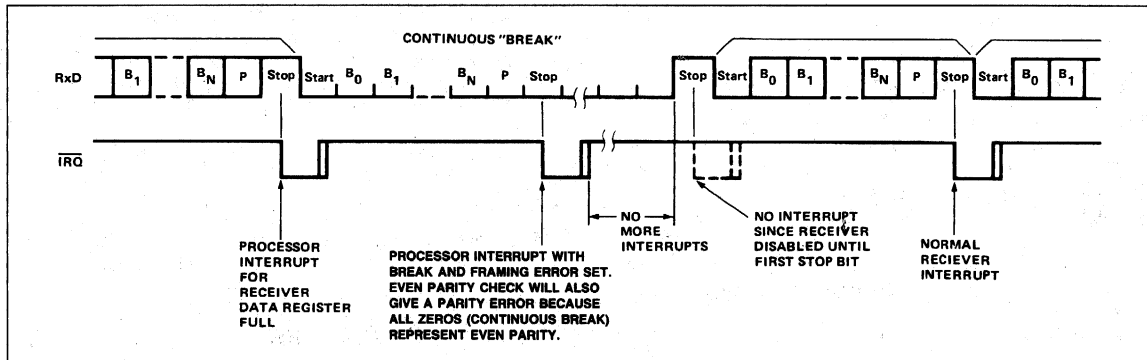 CONTINUOUS "BREAK"
RxD B1 BN P Stop Start B0 B1 BN P Stop Stop Start B0 B1 BN P Stop Start B0 B1
IRQ
PROCESSOR
INTERRUPT
FOR
RECEIVER
DATA REGISTER
FULL
PROCESSOR INTERRUPT WITH
BREAK AND FRAMING ERROR SET.
EVEN PARITY CHECK WILL ALSO
GIVE A PARITY ERROR BECAUSE
ALL ZEROS (CONTINUOUS BREAK)
REPRESENT EVEN PARITY.
NO
MORE
INTERRUPTS
NO INTERRUPT
SINCE RECEIVER
DISABLED UNTIL
FIRST STOP BIT
NORMAL
RECIEVER
INTERRUPT